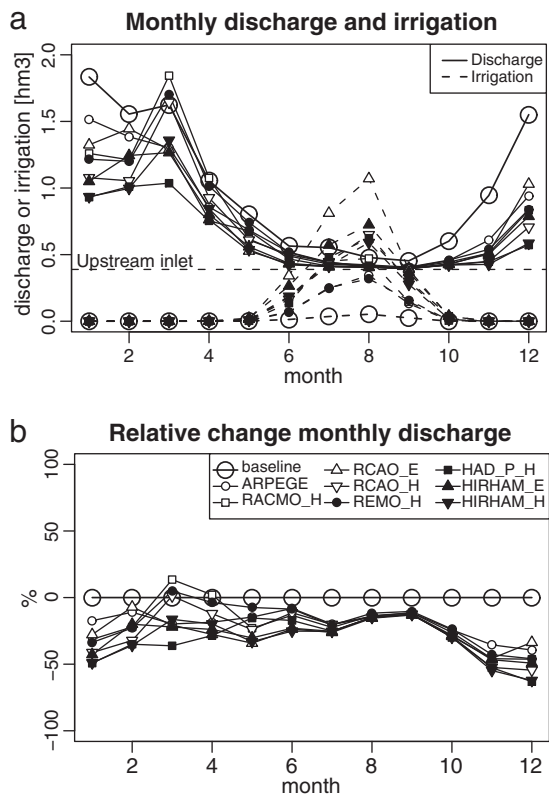 a
Monthly discharge and irrigation
discharge or irrigation [hm3]
0.0
0.5
1.0
1.5
2.0
Discharge
Irrigation
Upstream inlet
2
4
6
8
10
12
month
b
Relative change monthly discharge
%
100
50
0
−50
−100
baseline
ARPEGE
RACMO_H
RCAO_E
RCAO_H
REMO_H
HAD_P_H
HIRHAM_E
HIRHAM_H
2
4
6
8
10
12
month